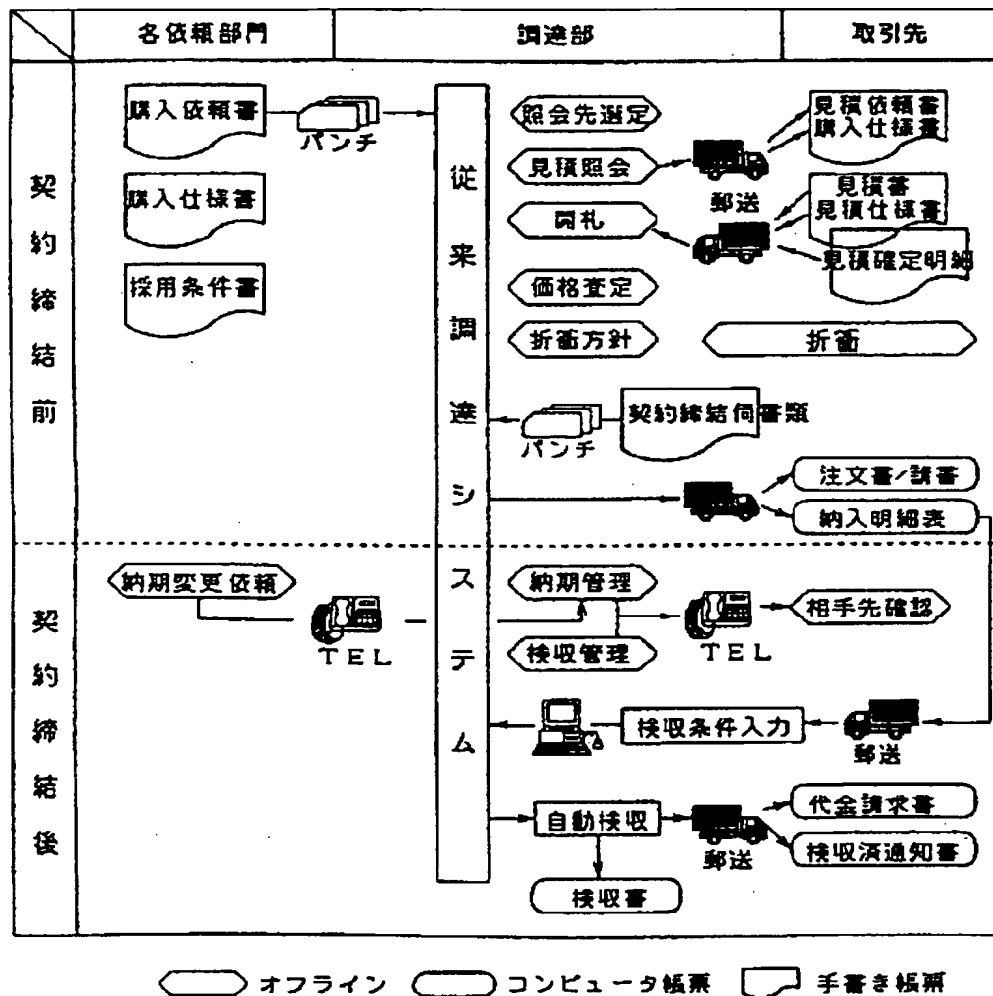 各依頼部門
調達部
取引先
契約締結前
購入依頼書
パンチ
購入仕様書
採用条件書
従来調達システム
照会先選定
見積照会
郵送
見積依頼書
購入仕様書
開札
見積書
見積仕様書
見積確定明細
価格査定
折衝方針
折衝
パンチ
契約締結伺書類
注文書/請書
納入明細表
契約締結後
納期変更依頼
TEL
納期管理
検収管理
TEL
相手先確認
検収条件入力
郵送
自動検収
郵送
代金請求書
検収済通知書
検収書
オフライン
コンピュータ帳票
手書き帳票